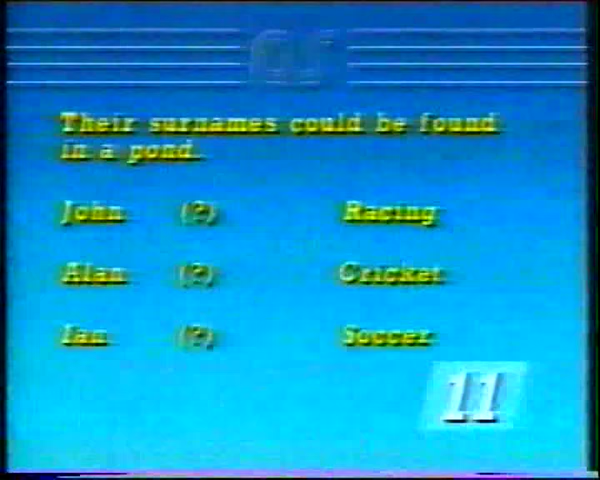 Their surnames could be found
in a pond.
John (?) Racing
Alan (?) Cricket
Ian (?) Soccer
11